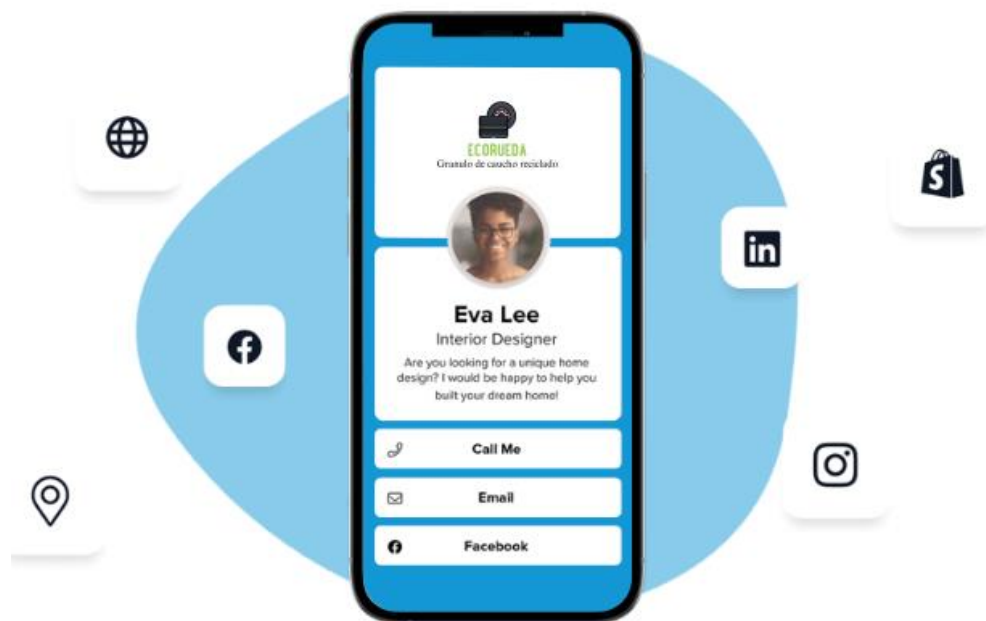 ECORUEDA
Granulo de caucho reciclado
Eva Lee
Interior Designer
Are you looking for a unique home
design? I would be happy to help you
built your dream home!
Call Me
Email
Facebook